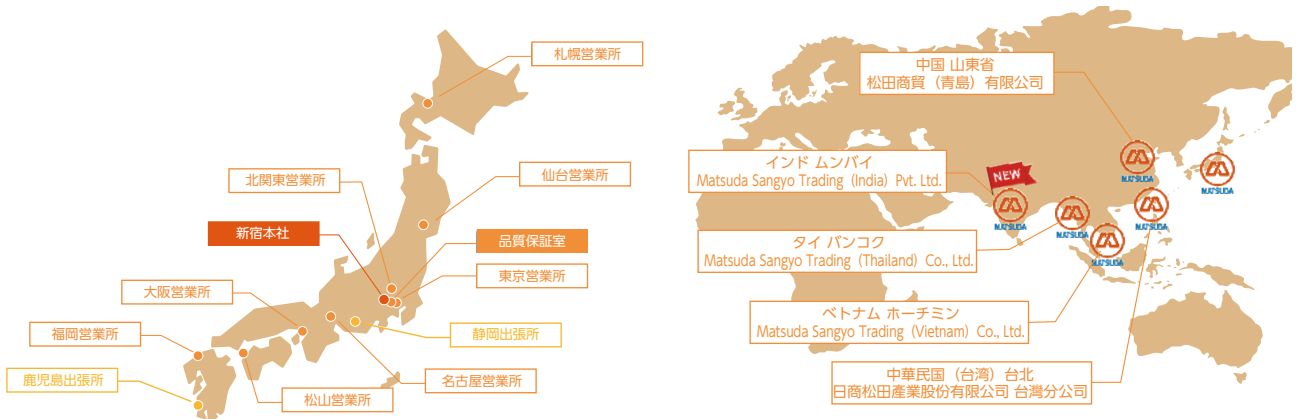 札幌営業所
北関東営業所
仙台営業所
新宿本社
品質保証室
東京営業所
大阪営業所
福岡営業所
静岡出張所
鹿児島出張所
松山営業所
名古屋営業所
中国 山東省
松田商貿（青島）有限公司
インド ムンバイ
Matsuda Sangyo Trading（India）Pvt. Ltd.
NEW
MATSUDA
MATSUDA
MATSUDA
MATSUDA
MATSUDA
MATSUDA
タイ バンコク
Matsuda Sangyo Trading（Thailand）Co., Ltd.
ベトナム ホーチミン
Matsuda Sangyo Trading（Vietnam）Co., Ltd.
中華民国（台湾）台北
日商松田產業股份有限公司 台灣分公司